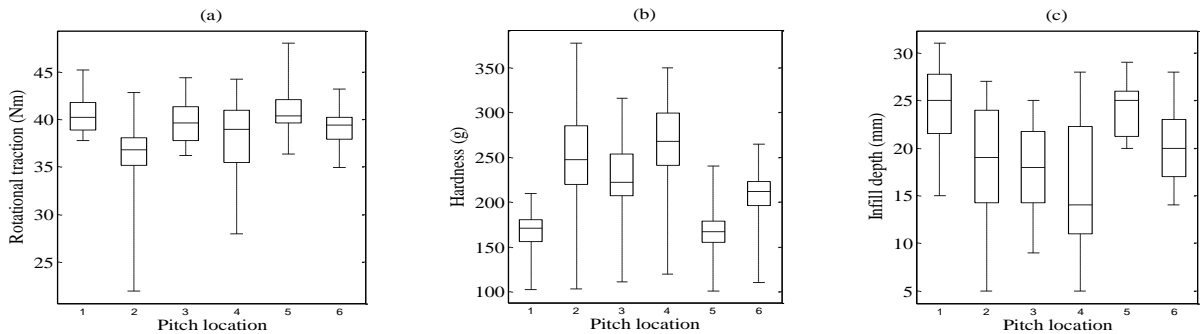 (a)
Rotational traction (Nm)
45
40
35
30
25
1 2 3 4 5 6
Pitch location
(b)
Hardness (g)
350
300
250
200
150
100
1 2 3 4 5 6
Pitch location
(c)
Infill depth (mm)
30
25
20
15
10
5
1 2 3 4 5 6
Pitch location